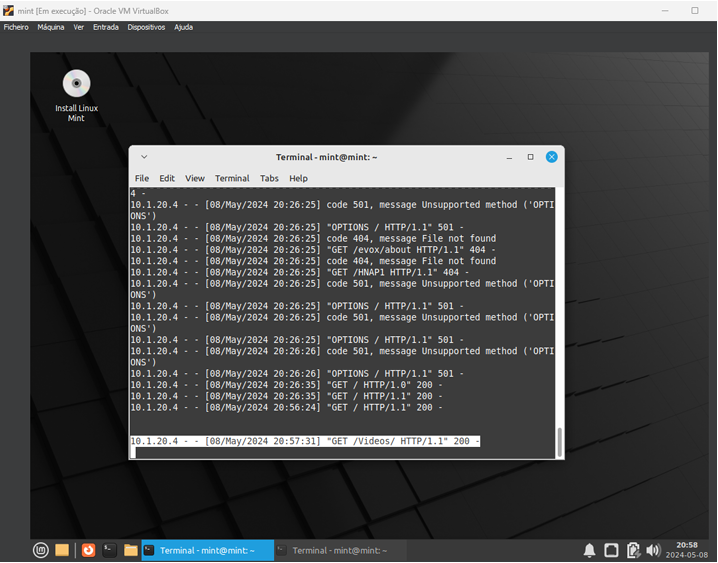 mint [Em execução] - Oracle VM VirtualBox
Ficheiro Máquina Ver Entrada Dispositivos Ajuda
Install Linux
Mint
Terminal - mint@mint: ~
File Edit View Terminal Tabs Help
4 -
10.1.20.4 - - [08/May/2024 20:26:25] code 501, message Unsupported method ('OPTI
ONS')
10.1.20.4 - - [08/May/2024 20:26:25] "OPTIONS / HTTP/1.1" 501 -
10.1.20.4 - - [08/May/2024 20:26:25] code 404, message File not found
10.1.20.4 - - [08/May/2024 20:26:25] "GET /evox/about HTTP/1.1" 404 -
10.1.20.4 - - [08/May/2024 20:26:25] code 404, message File not found
10.1.20.4 - - [08/May/2024 20:26:25] "GET /HNAP1 HTTP/1.1" 404 -
10.1.20.4 - - [08/May/2024 20:26:25] code 501, message Unsupported method ('OPTI
ONS')
10.1.20.4 - - [08/May/2024 20:26:25] "OPTIONS / HTTP/1.1" 501 -
10.1.20.4 - - [08/May/2024 20:26:25] code 501, message Unsupported method ('OPTI
ONS')
10.1.20.4 - - [08/May/2024 20:26:25] "OPTIONS / HTTP/1.1" 501 -
10.1.20.4 - - [08/May/2024 20:26:26] code 501, message Unsupported method ('OPTI
ONS')
10.1.20.4 - - [08/May/2024 20:26:26] "OPTIONS / HTTP/1.1" 501 -
10.1.20.4 - - [08/May/2024 20:26:35] "GET / HTTP/1.0" 200 -
10.1.20.4 - - [08/May/2024 20:26:35] "GET / HTTP/1.1" 200 -
10.1.20.4 - - [08/May/2024 20:56:24] "GET / HTTP/1.1" 200 -
10.1.20.4 - - [08/May/2024 20:57:31] "GET /Videos/ HTTP/1.1" 200 -
Terminal - mint@mint: ~ Terminal - mint@mint: ~
20:58
2024-05-08